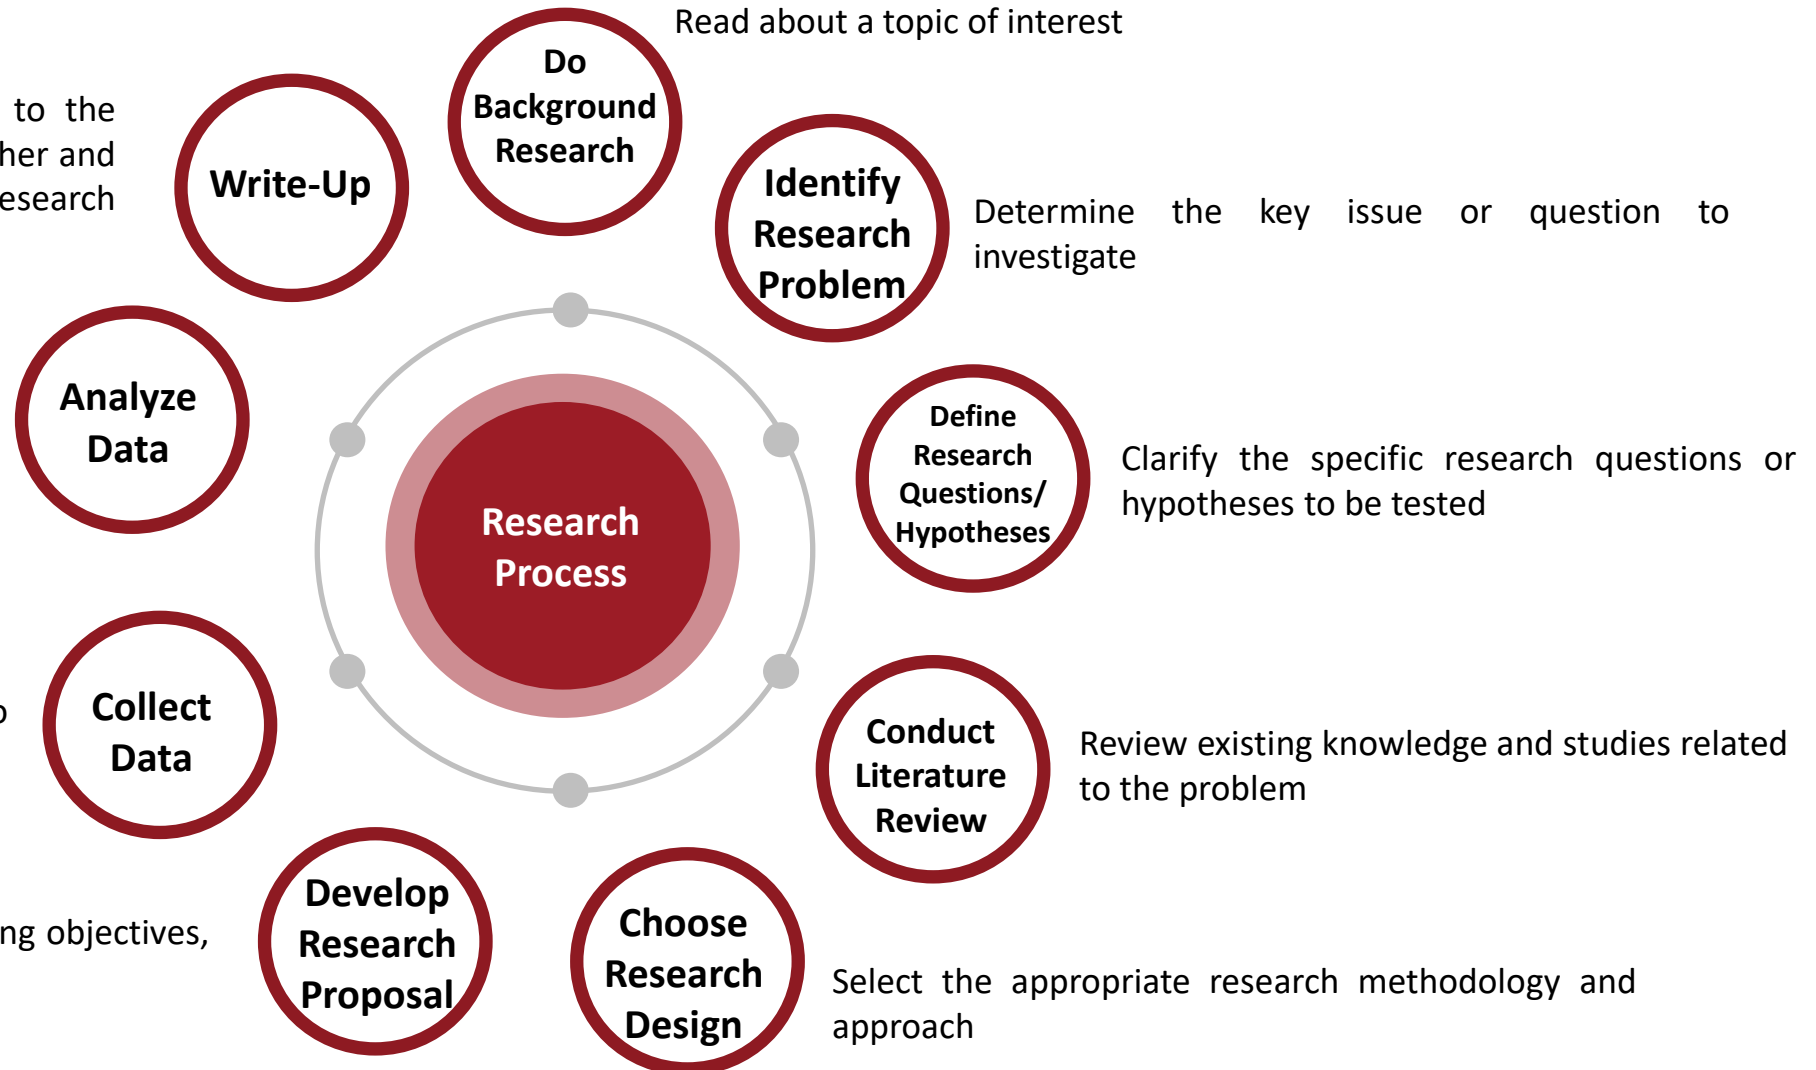 Read about a topic of interest
Do
Background
Research
Identify
Research
Problem
Determine the key issue or question to
investigate
Define
Research
Questions/
Hypotheses
Clarify the specific research questions or
hypotheses to be tested
Conduct
Literature
Review
Review existing knowledge and studies related
to the problem
Choose
Research
Design
Select the appropriate research methodology and
approach
Develop
Research
Proposal
objectives,
Collect
Data
Analyze
Data
Write-Up
to the
and
Research
Process